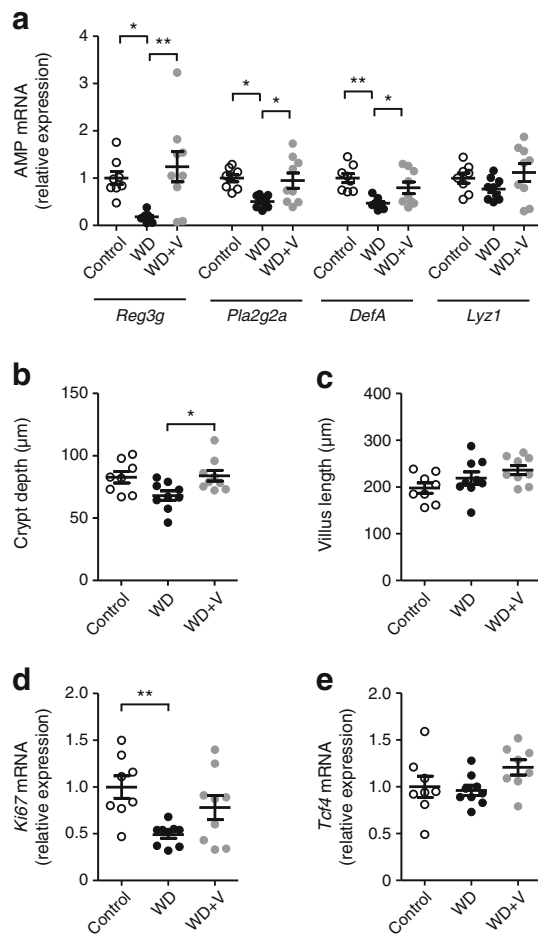 a
AMP mRNA
(relative expression)
4
3
2
1
0
* ** * * ** *
Control WD WD+V Control WD WD+V Control WD WD+V Control WD WD+V
Reg3g Pla2g2a DefA Lyz1
b
Crypt depth (µm)
150
100
50
0
*
Control WD WD+V
c
Villus length (µm)
400
300
200
100
0
Control WD WD+V
d
Ki67 mRNA
(relative expression)
2.0
1.5
1.0
0.5
0
**
Control WD WD+V
e
Tcf4 mRNA
(relative expression)
2.0
1.5
1.0
0.5
0
Control WD WD+V